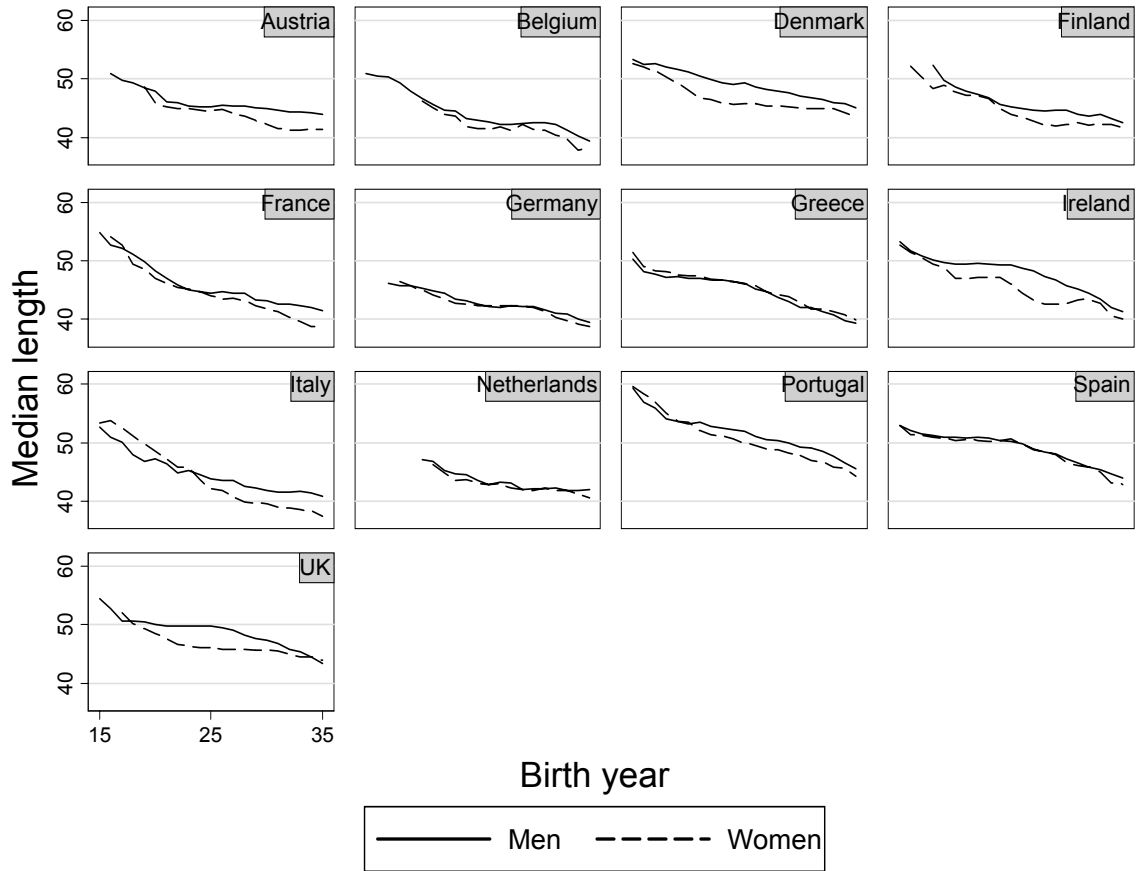 60
50
40
Austria
Belgium
Denmark
Finland
60
50
40
France
Germany
Greece
Ireland
60
50
40
Italy
Netherlands
Portugal
Spain
60
50
40
UK
15
25
35
Median length
Birth year
Men
Women